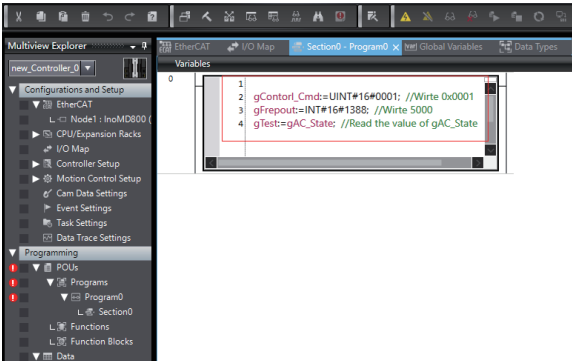 Multiview Explorer
EtherCAT
I/O Map
Section0 - Program0
Global Variables
Data Types
new_Controller_0
Variables
Configurations and Setup
EtherCAT
Node1 : InoMD800 (
CPU/Expansion Racks
I/O Map
Controller Setup
Motion Control Setup
Cam Data Settings
Event Settings
Task Settings
Data Trace Settings
Programming
POUs
Programs
Program0
Section0
Functions
Function Blocks
Data
0
1
2 gContorl_Cmd:=UINT#16#0001; //Wirte 0x0001
3 gFrepout:=INT#16#1388; //Wirte 5000
4 gTest:=gAC_State; //Read the value of gAC_State